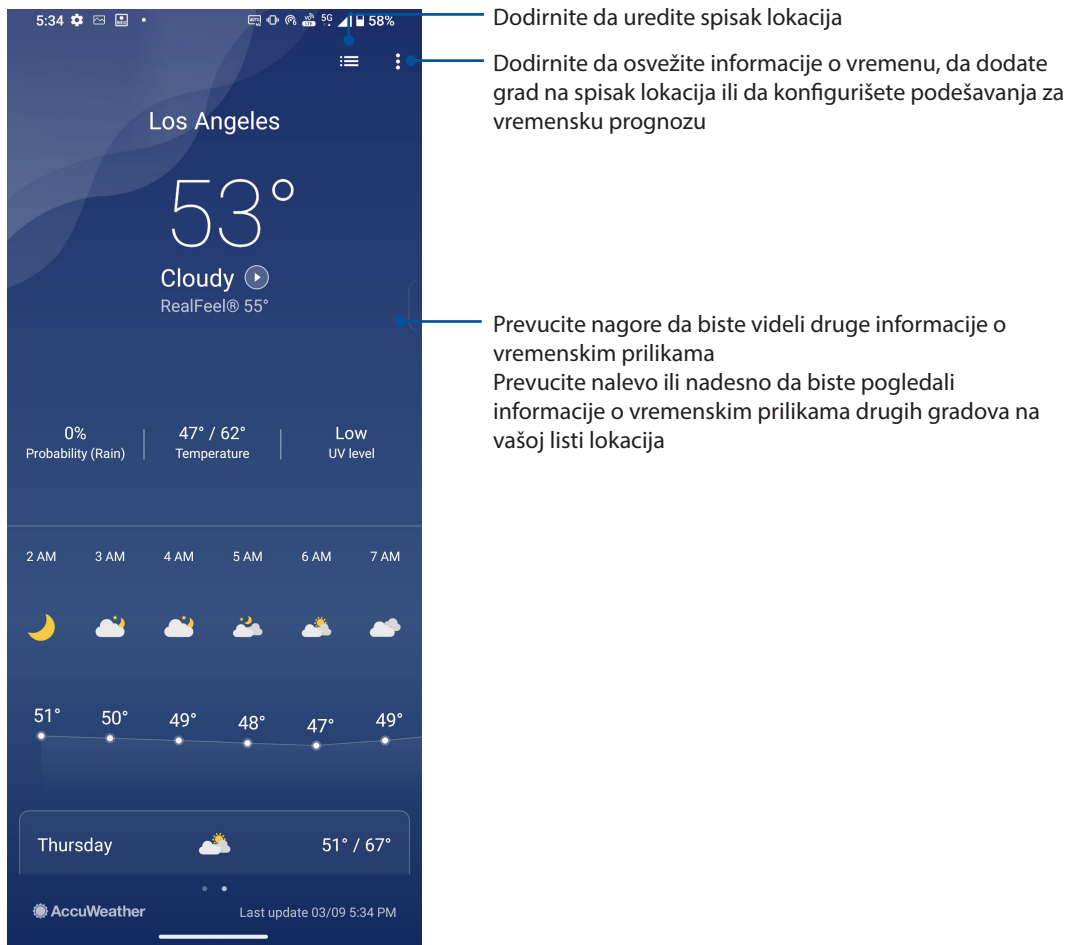 5:34 5G 58%
Dodirnite da uredite spisak lokacija
Dodirnite da osvežite informacije o vremenu, da dodate
grad na spisak lokacija ili da konfigurišete podešavanja za
vremensku prognozu
Los Angeles
53°
Cloudy
RealFeel® 55°
Prevucite nagore da biste videli druge informacije o
vremenskim prilikama
Prevucite nalevo ili nadesno da biste pogledali
informacije o vremenskim prilikama drugih gradova na
vašoj listi lokacija
0% 47° / 62° Low
Probability (Rain) Temperature UV level
2 AM 3 AM 4 AM 5 AM 6 AM 7 AM
51° 50° 49° 48° 47° 49°
Thursday 51° / 67°
AccuWeather Last update 03/09 5:34 PM